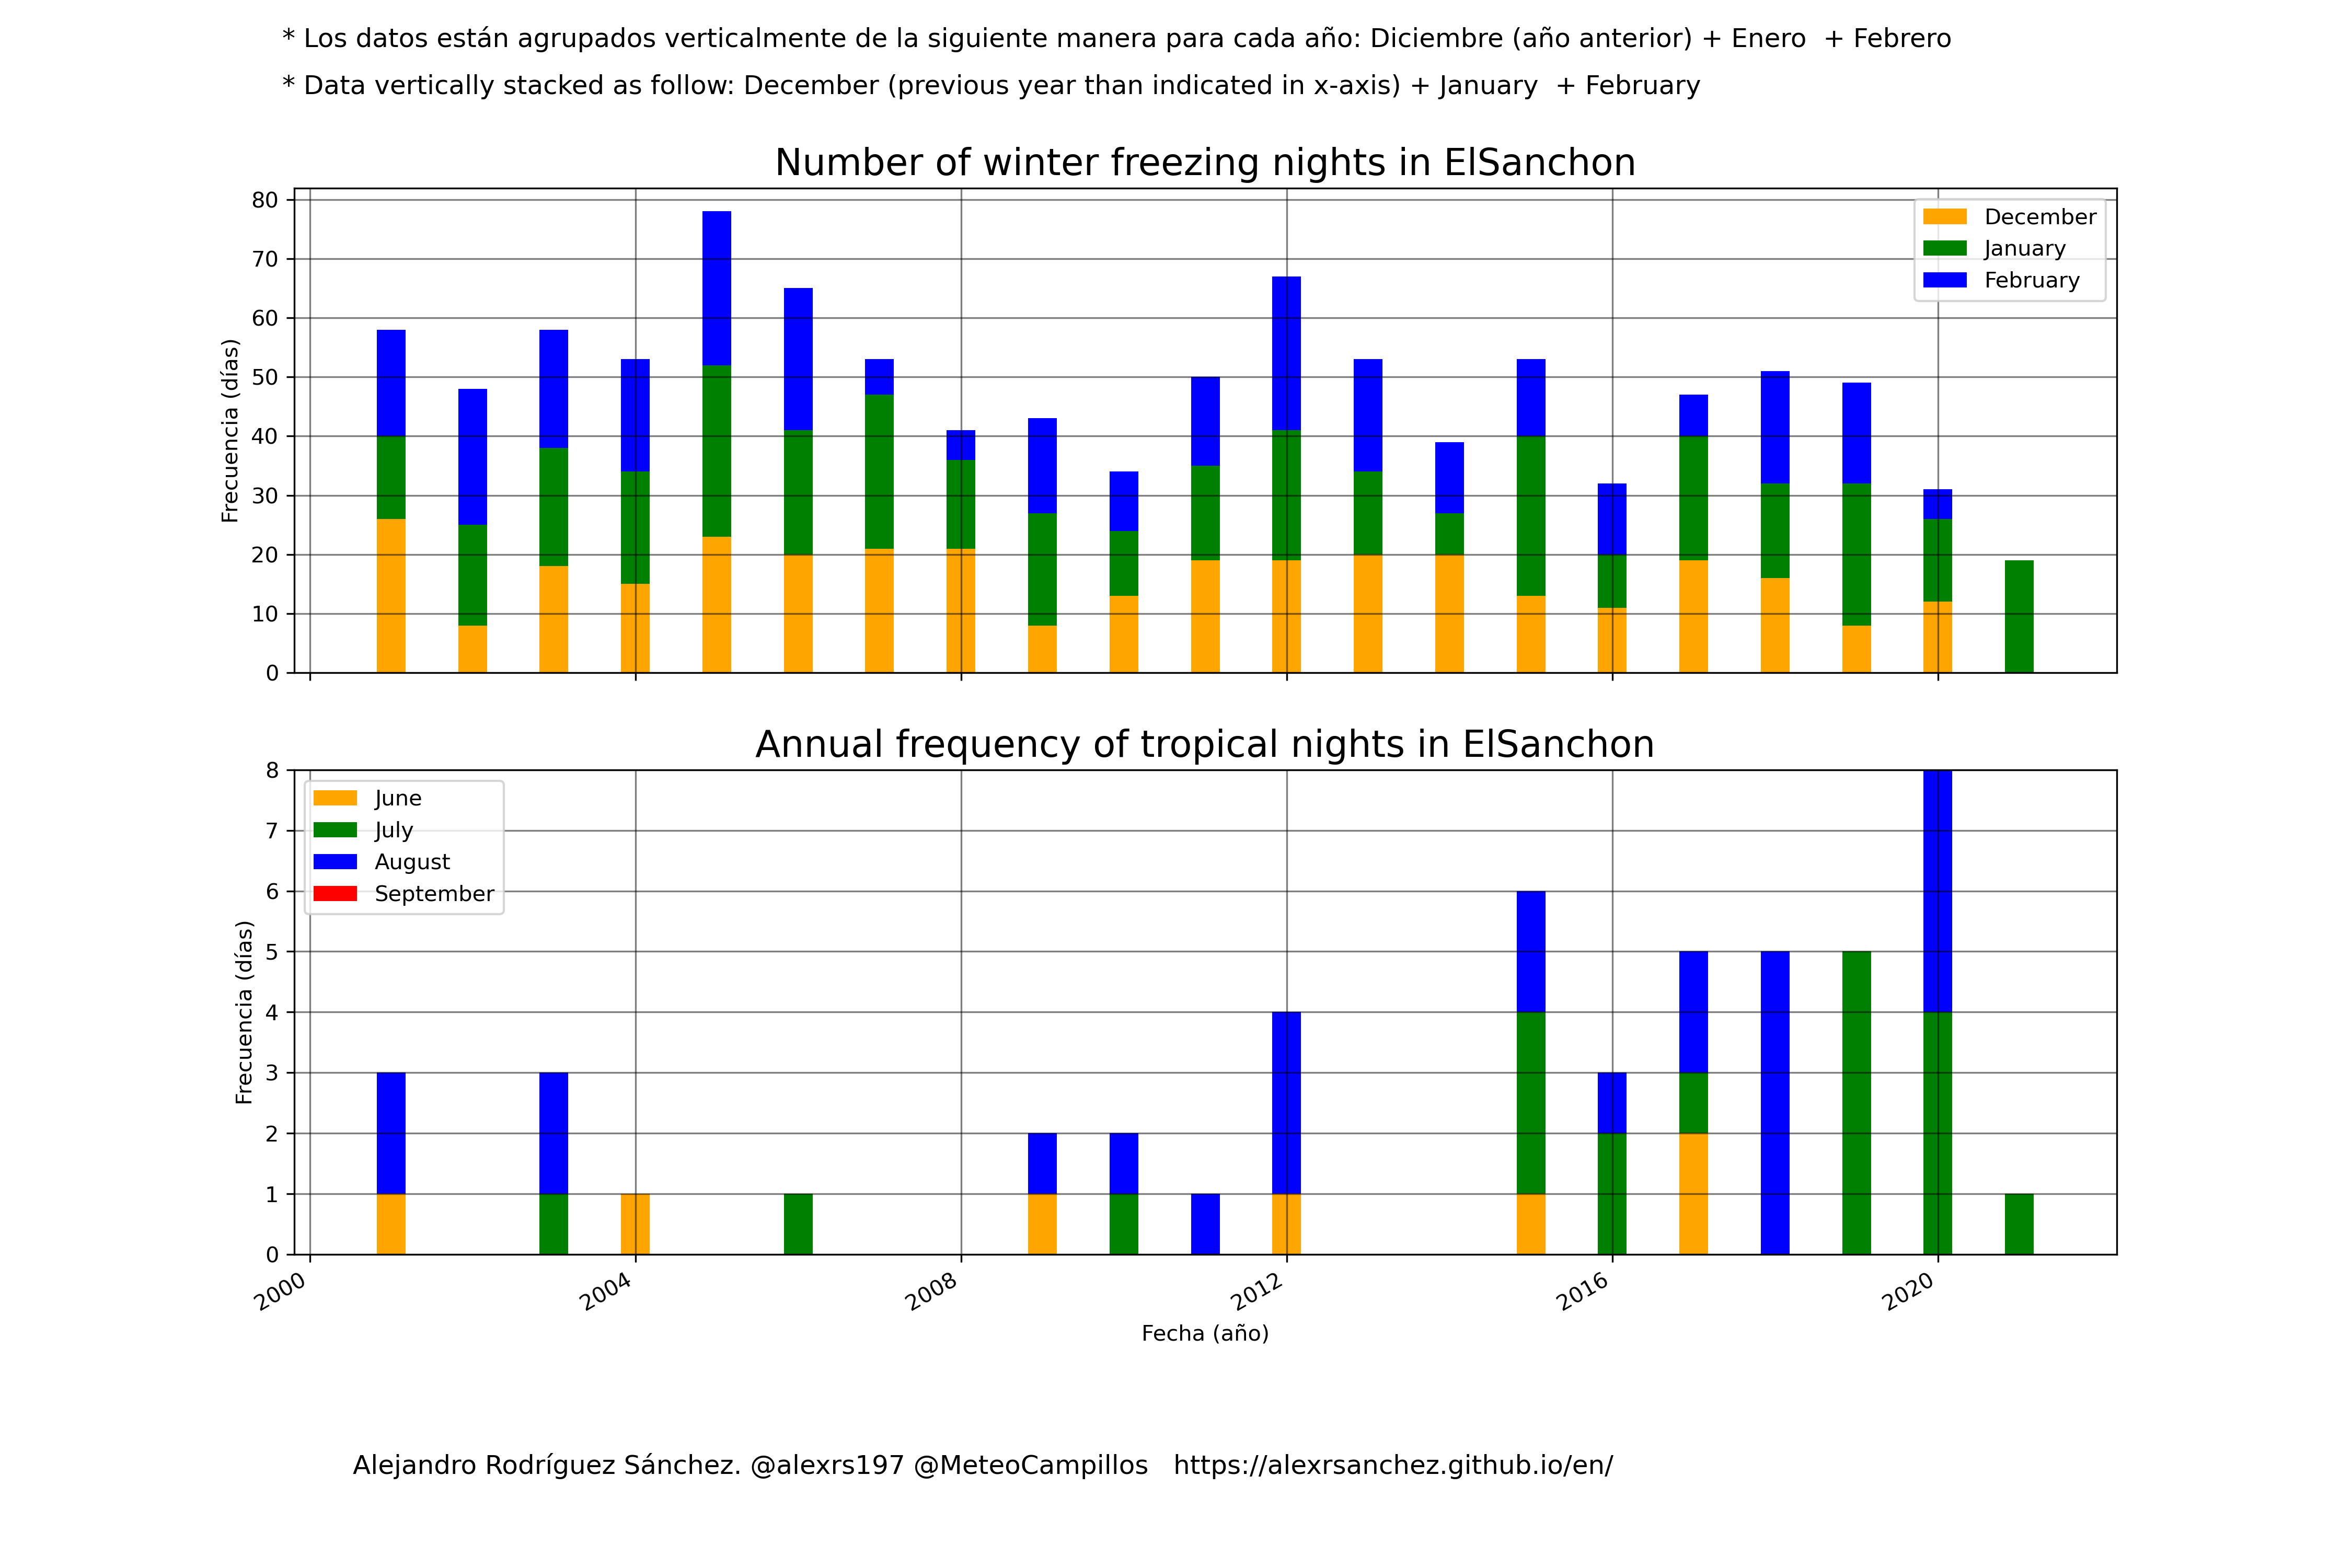 * Los datos están agrupados verticalmente de la siguiente manera para cada año: Diciembre (año anterior) + Enero  + Febrero
* Data vertically stacked as follow: December (previous year than indicated in x-axis) + January  + February
Number of winter freezing nights in ElSanchon
80
70
60
50
40
30
20
10
0
Frecuencia (días)
December
January
February
Annual frequency of tropical nights in ElSanchon
8
7
6
5
4
3
2
1
0
Frecuencia (días)
June
July
August
September
2000
2004
2008
2012
2016
2020
Fecha (año)
Alejandro Rodríguez Sánchez. @alexrs197 @MeteoCampillos   https://alexrsanchez.github.io/en/